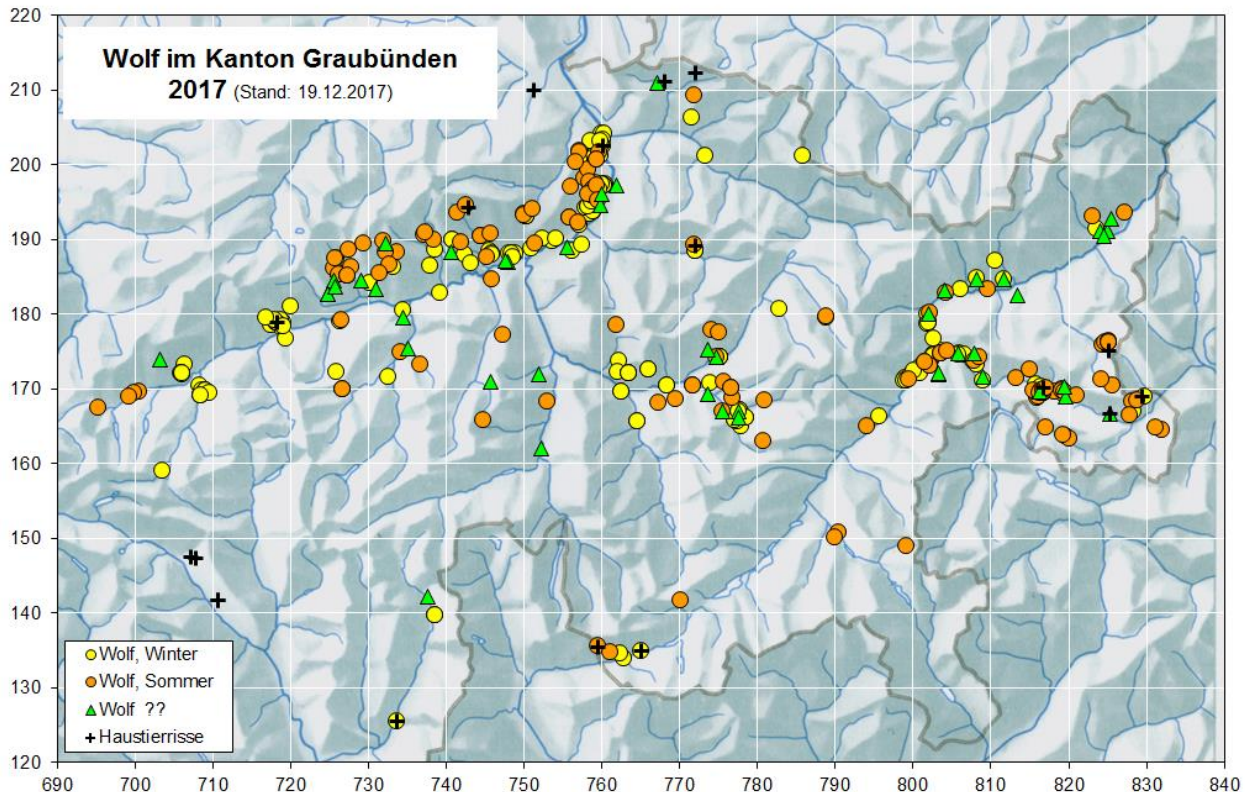 Wolf im Kanton Graubünden
2017 (Stand: 19.12.2017)
220
210
200
190
180
170
160
150
140
130
120
Wolf, Winter
Wolf, Sommer
Wolf ??
Haustierrisse
690 700 710 720 730 740 750 760 770 780 790 800 810 820 830 840